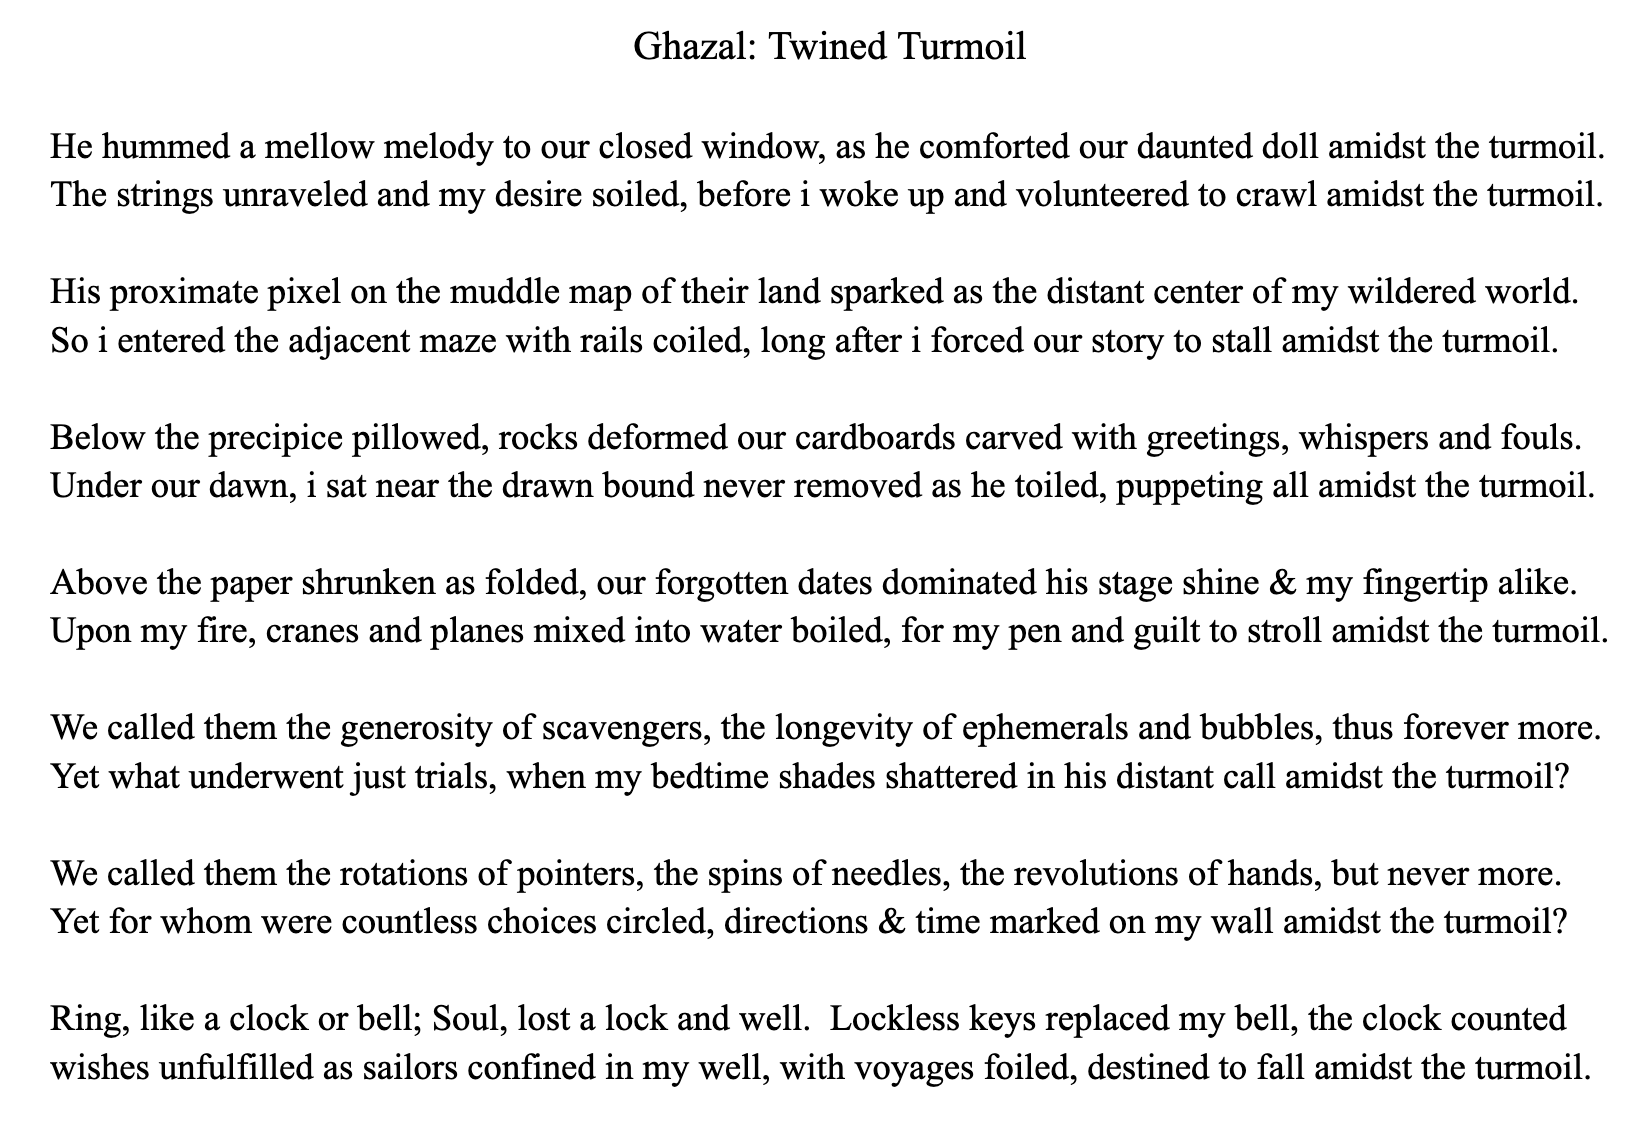 Ghazal: Twined Turmoil
He hummed a mellow melody to our closed window, as he comforted our daunted doll amidst the turmoil.
The strings unraveled and my desire soiled, before i woke up and volunteered to crawl amidst the turmoil.
His proximate pixel on the muddle map of their land sparked as the distant center of my wildered world.
So i entered the adjacent maze with rails coiled, long after i forced our story to stall amidst the turmoil.
Below the precipice pillowed, rocks deformed our cardboards carved with greetings, whispers and fouls.
Under our dawn, i sat near the drawn bound never removed as he toiled, puppeting all amidst the turmoil.
Above the paper shrunken as folded, our forgotten dates dominated his stage shine & my fingertip alike.
Upon my fire, cranes and planes mixed into water boiled, for my pen and guilt to stroll amidst the turmoil.
We called them the generosity of scavengers, the longevity of ephemerals and bubbles, thus forever more.
Yet what underwent just trials, when my bedtime shades shattered in his distant call amidst the turmoil?
We called them the rotations of pointers, the spins of needles, the revolutions of hands, but never more.
Yet for whom were countless choices circled, directions & time marked on my wall amidst the turmoil?
Ring, like a clock or bell; Soul, lost a lock and well.  Lockless keys replaced my bell, the clock counted
wishes unfulfilled as sailors confined in my well, with voyages foiled, destined to fall amidst the turmoil.